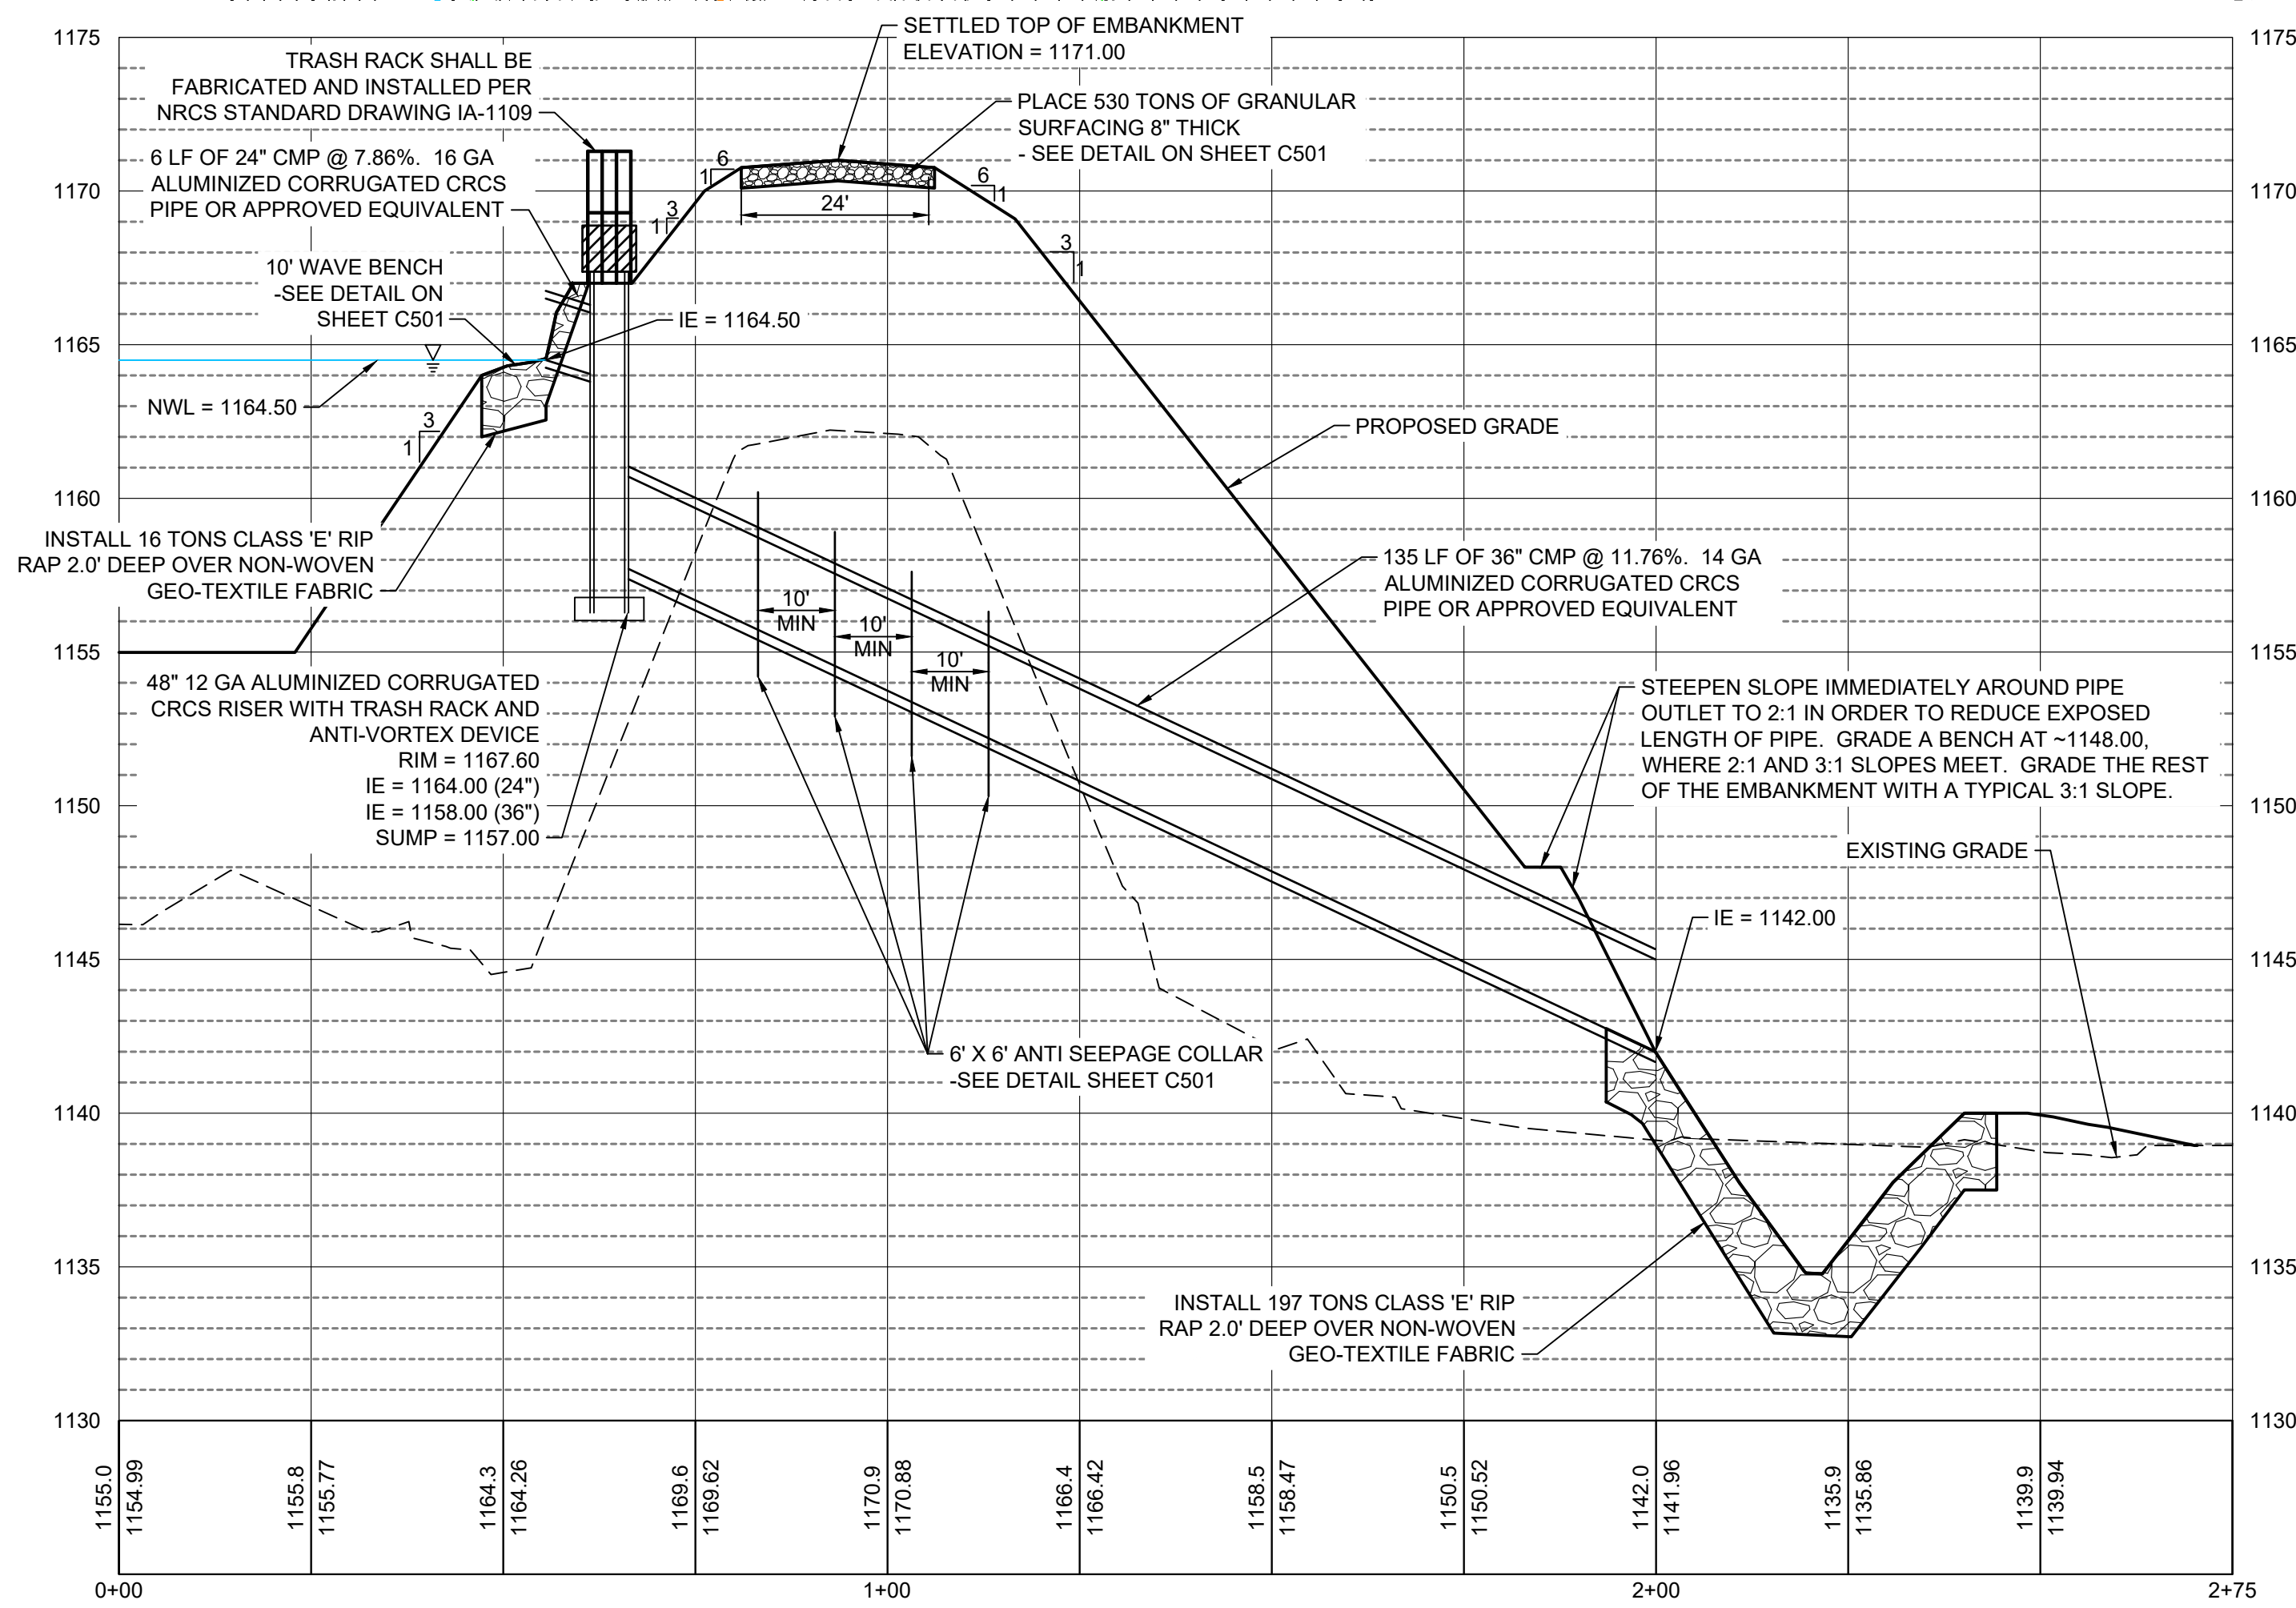 1175
1170
1165
1160
1155
1150
1145
1140
1135
1130
1175
1170
1165
1160
1155
1150
1145
1140
1135
1130
SETTLED TOP OF EMBANKMENT
ELEVATION = 1171.00
TRASH RACK SHALL BE
FABRICATED AND INSTALLED PER
NRCS STANDARD DRAWING IA-1109
PLACE 530 TONS OF GRANULAR
SURFACING 8" THICK
- SEE DETAIL ON SHEET C501
6 LF OF 24" CMP @ 7.86%. 16 GA
ALUMINIZED CORRUGATED CRCS
PIPE OR APPROVED EQUIVALENT
6
1
24'
6
1
3
1
3
1
10' WAVE BENCH
-SEE DETAIL ON
SHEET C501
IE = 1164.50
NWL = 1164.50
3
1
PROPOSED GRADE
INSTALL 16 TONS CLASS 'E' RIP
RAP 2.0' DEEP OVER NON-WOVEN
GEO-TEXTILE FABRIC
135 LF OF 36" CMP @ 11.76%. 14 GA
ALUMINIZED CORRUGATED CRCS
PIPE OR APPROVED EQUIVALENT
10'
MIN
10'
MIN
10'
MIN
48" 12 GA ALUMINIZED CORRUGATED
CRCS RISER WITH TRASH RACK AND
ANTI-VORTEX DEVICE
RIM = 1167.60
IE = 1164.00 (24")
IE = 1158.00 (36")
SUMP = 1157.00
STEEPEN SLOPE IMMEDIATELY AROUND PIPE
OUTLET TO 2:1 IN ORDER TO REDUCE EXPOSED
LENGTH OF PIPE. GRADE A BENCH AT ~1148.00,
WHERE 2:1 AND 3:1 SLOPES MEET. GRADE THE REST
OF THE EMBANKMENT WITH A TYPICAL 3:1 SLOPE.
EXISTING GRADE
IE = 1142.00
6' X 6' ANTI SEEPAGE COLLAR
-SEE DETAIL SHEET C501
INSTALL 197 TONS CLASS 'E' RIP
RAP 2.0' DEEP OVER NON-WOVEN
GEO-TEXTILE FABRIC
1155.0
1154.99
1155.8
1155.77
1164.3
1164.26
1169.6
1169.62
1170.9
1170.88
1166.4
1166.42
1158.5
1158.47
1150.5
1150.52
1142.0
1141.96
1135.9
1135.86
1139.9
1139.94
0+00
1+00
2+00
2+75